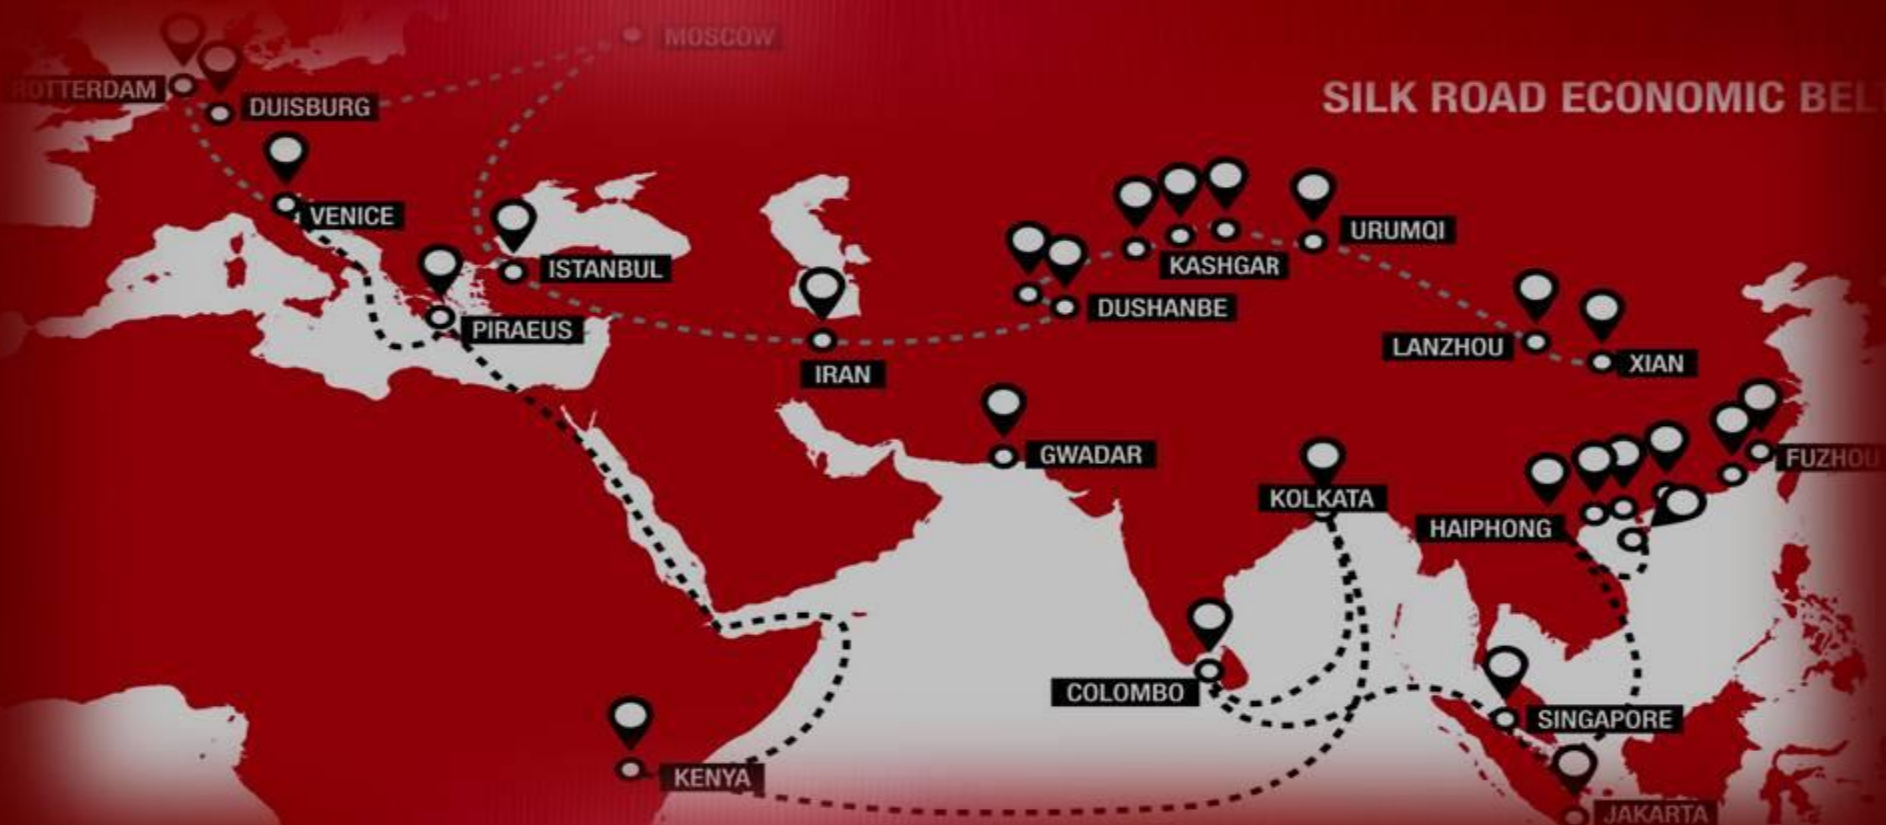 MOSCOW
ROTTERDAM
DUISBURG
SILK ROAD ECONOMIC BEL
VENICE
URUMQI
ISTANBUL
KASHGAR
DUSHANBE
PIRAEUS
LANZHOU
XIAN
IRAN
GWADAR
FUZHOU
KOLKATA
HAIPHONG
COLOMBO
SINGAPORE
KENYA
JAKARTA